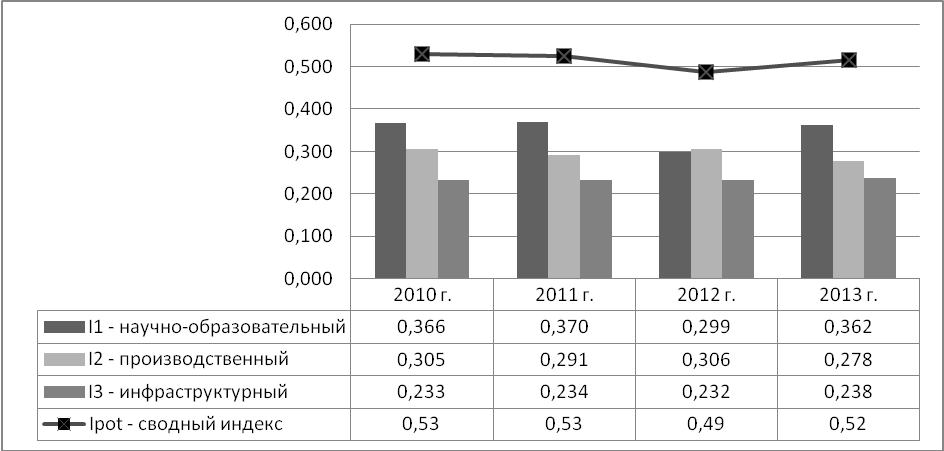 0,600
0,500
0,400
0,300
0,200
0,100
0,000
2010 г. 2011 г. 2012 г. 2013 г.
I1 - научно-образовательный 0,366 0,370 0,299 0,362
I2 - производственный 0,305 0,291 0,306 0,278
I3 - инфраструктурный 0,233 0,234 0,232 0,238
Ipot - сводный индекс 0,53 0,53 0,49 0,52